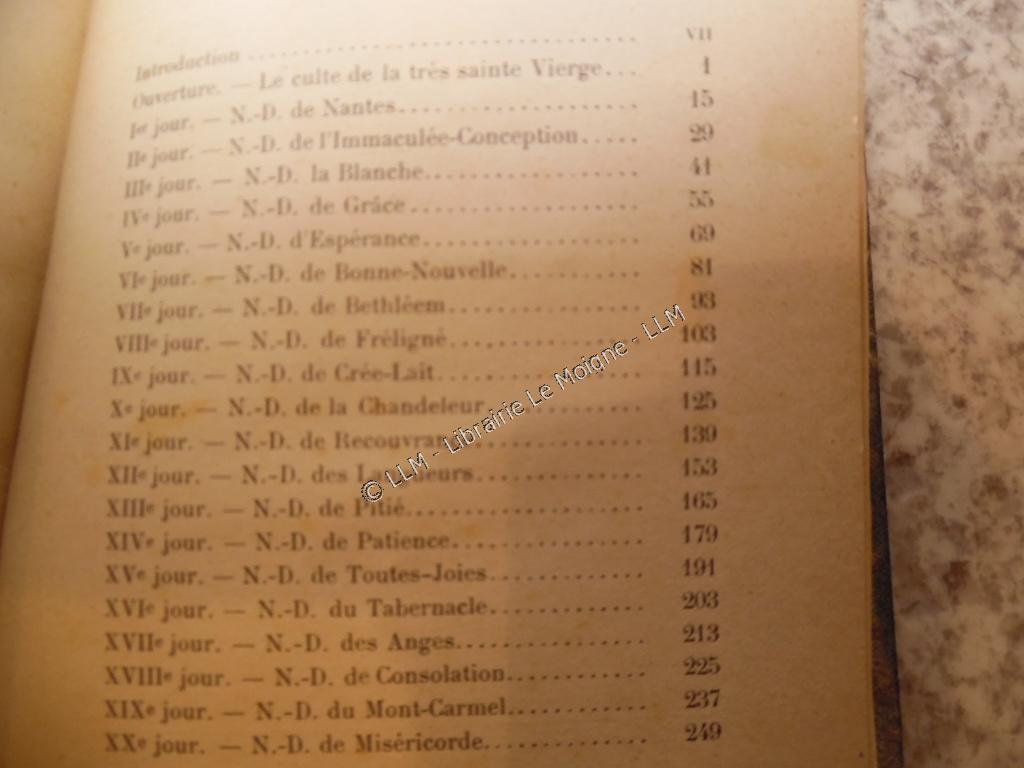 Introduction ................................ VII
Ouverture. — Le culte de la très sainte Vierge... 1
Ier jour. — N.-D. de Nantes.................... 15
IIe jour. — N.-D. de l'Immaculée-Conception..... 29
IIIe jour. — N.-D. la Blanche.................. 41
IVe jour. — N.-D. de Grâce.................... 55
Ve jour. — N.-D. d'Espérance.................. 69
VIe jour. — N.-D. de Bonne-Nouvelle........... 81
VIIe jour. — N.-D. de Bethléem................ 93
VIIIe jour. — N.-D. de Fréligné............... 103
IXe jour. — N.-D. de Crée-Lait................ 115
Xe jour. — N.-D. de la Chandeleur............. 125
XIe jour. — N.-D. de ............. 139
XIIe jour. — N.-D. des ............. 153
XIIIe jour. — N.-D. de Pitié.................. 165
XIVe jour. — N.-D. de Patience................ 179
XVe jour. — N.-D. de Toutes-Joies............. 191
XVIe jour. — N.-D. du Tabernacle.............. 203
XVIIe jour. — N.-D. des Anges................. 213
XVIIIe jour. — N.-D. de Consolation........... 225
XIXe jour. — N.-D. du Mont-Carmel............. 237
XXe jour. — N.-D. de Miséricorde.............. 249
© LLM - Librairie Le Moigne - LLM